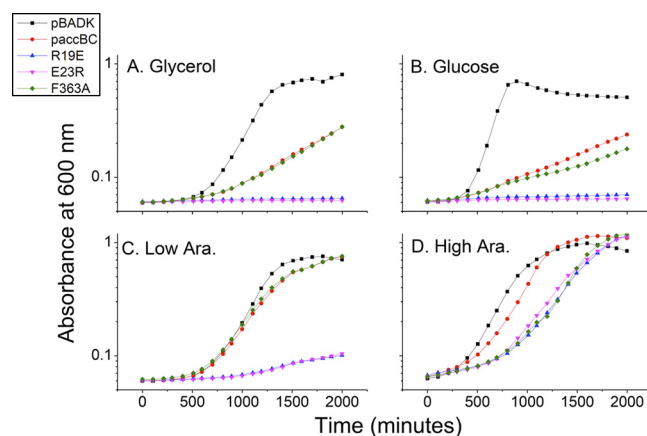 pBADK
paccBC
R19E
E23R
F363A
A. Glycerol
B. Glucose
1
0.1
C. Low Ara.
D. High Ara.
1
0.1
0 500 1000 1500 2000
0 500 1000 1500 2000
Absorbance at 600 nm
Time (minutes)